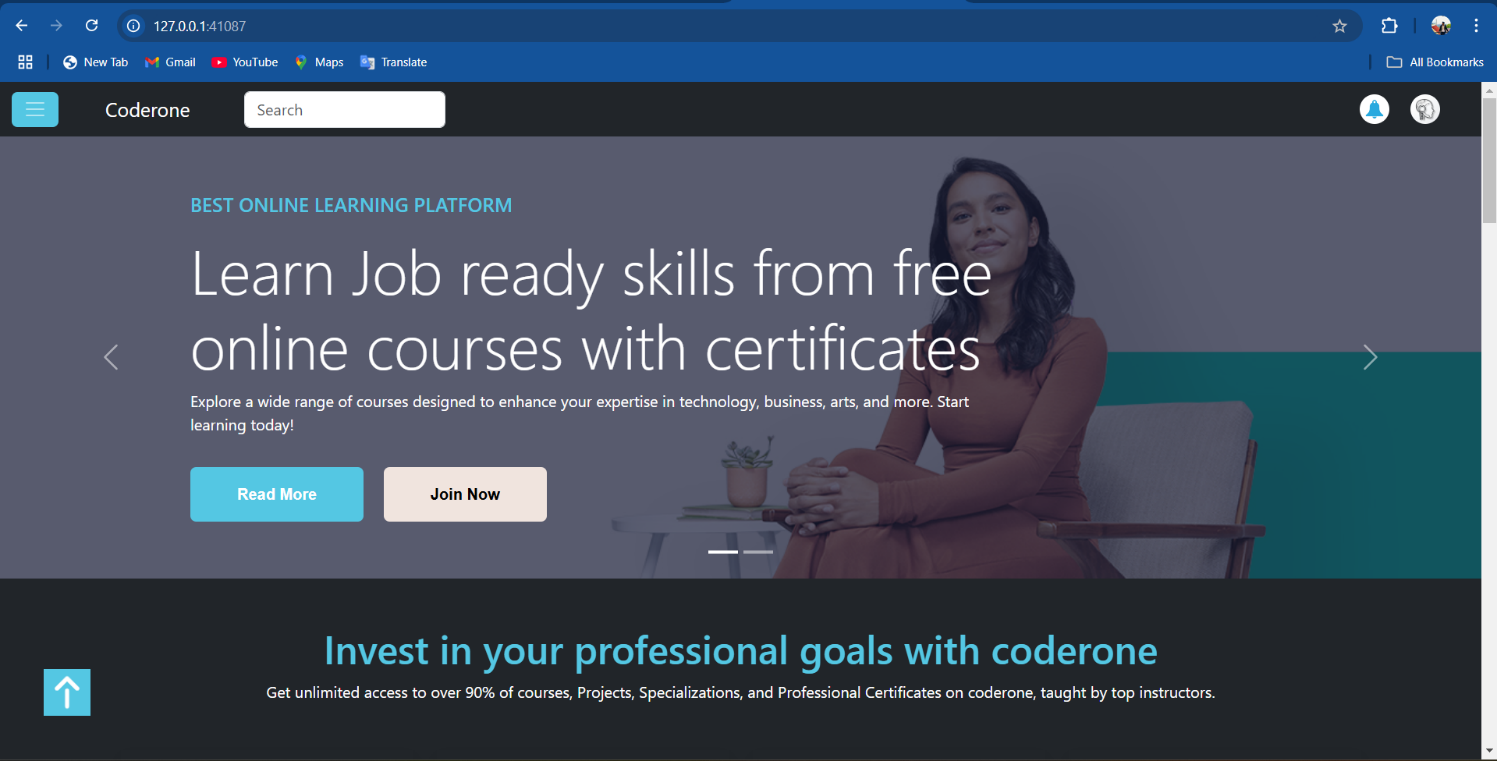 127.0.0.1:41087
New Tab
Gmail
YouTube
Maps
Translate
All Bookmarks
Coderone
Search
BEST ONLINE LEARNING PLATFORM
Learn Job ready skills from free
online courses with certificates
Explore a wide range of courses designed to enhance your expertise in technology, business, arts, and more. Start
learning today!
Read More
Join Now
Invest in your professional goals with coderone
Get unlimited access to over 90% of courses, Projects, Specializations, and Professional Certificates on coderone, taught by top instructors.